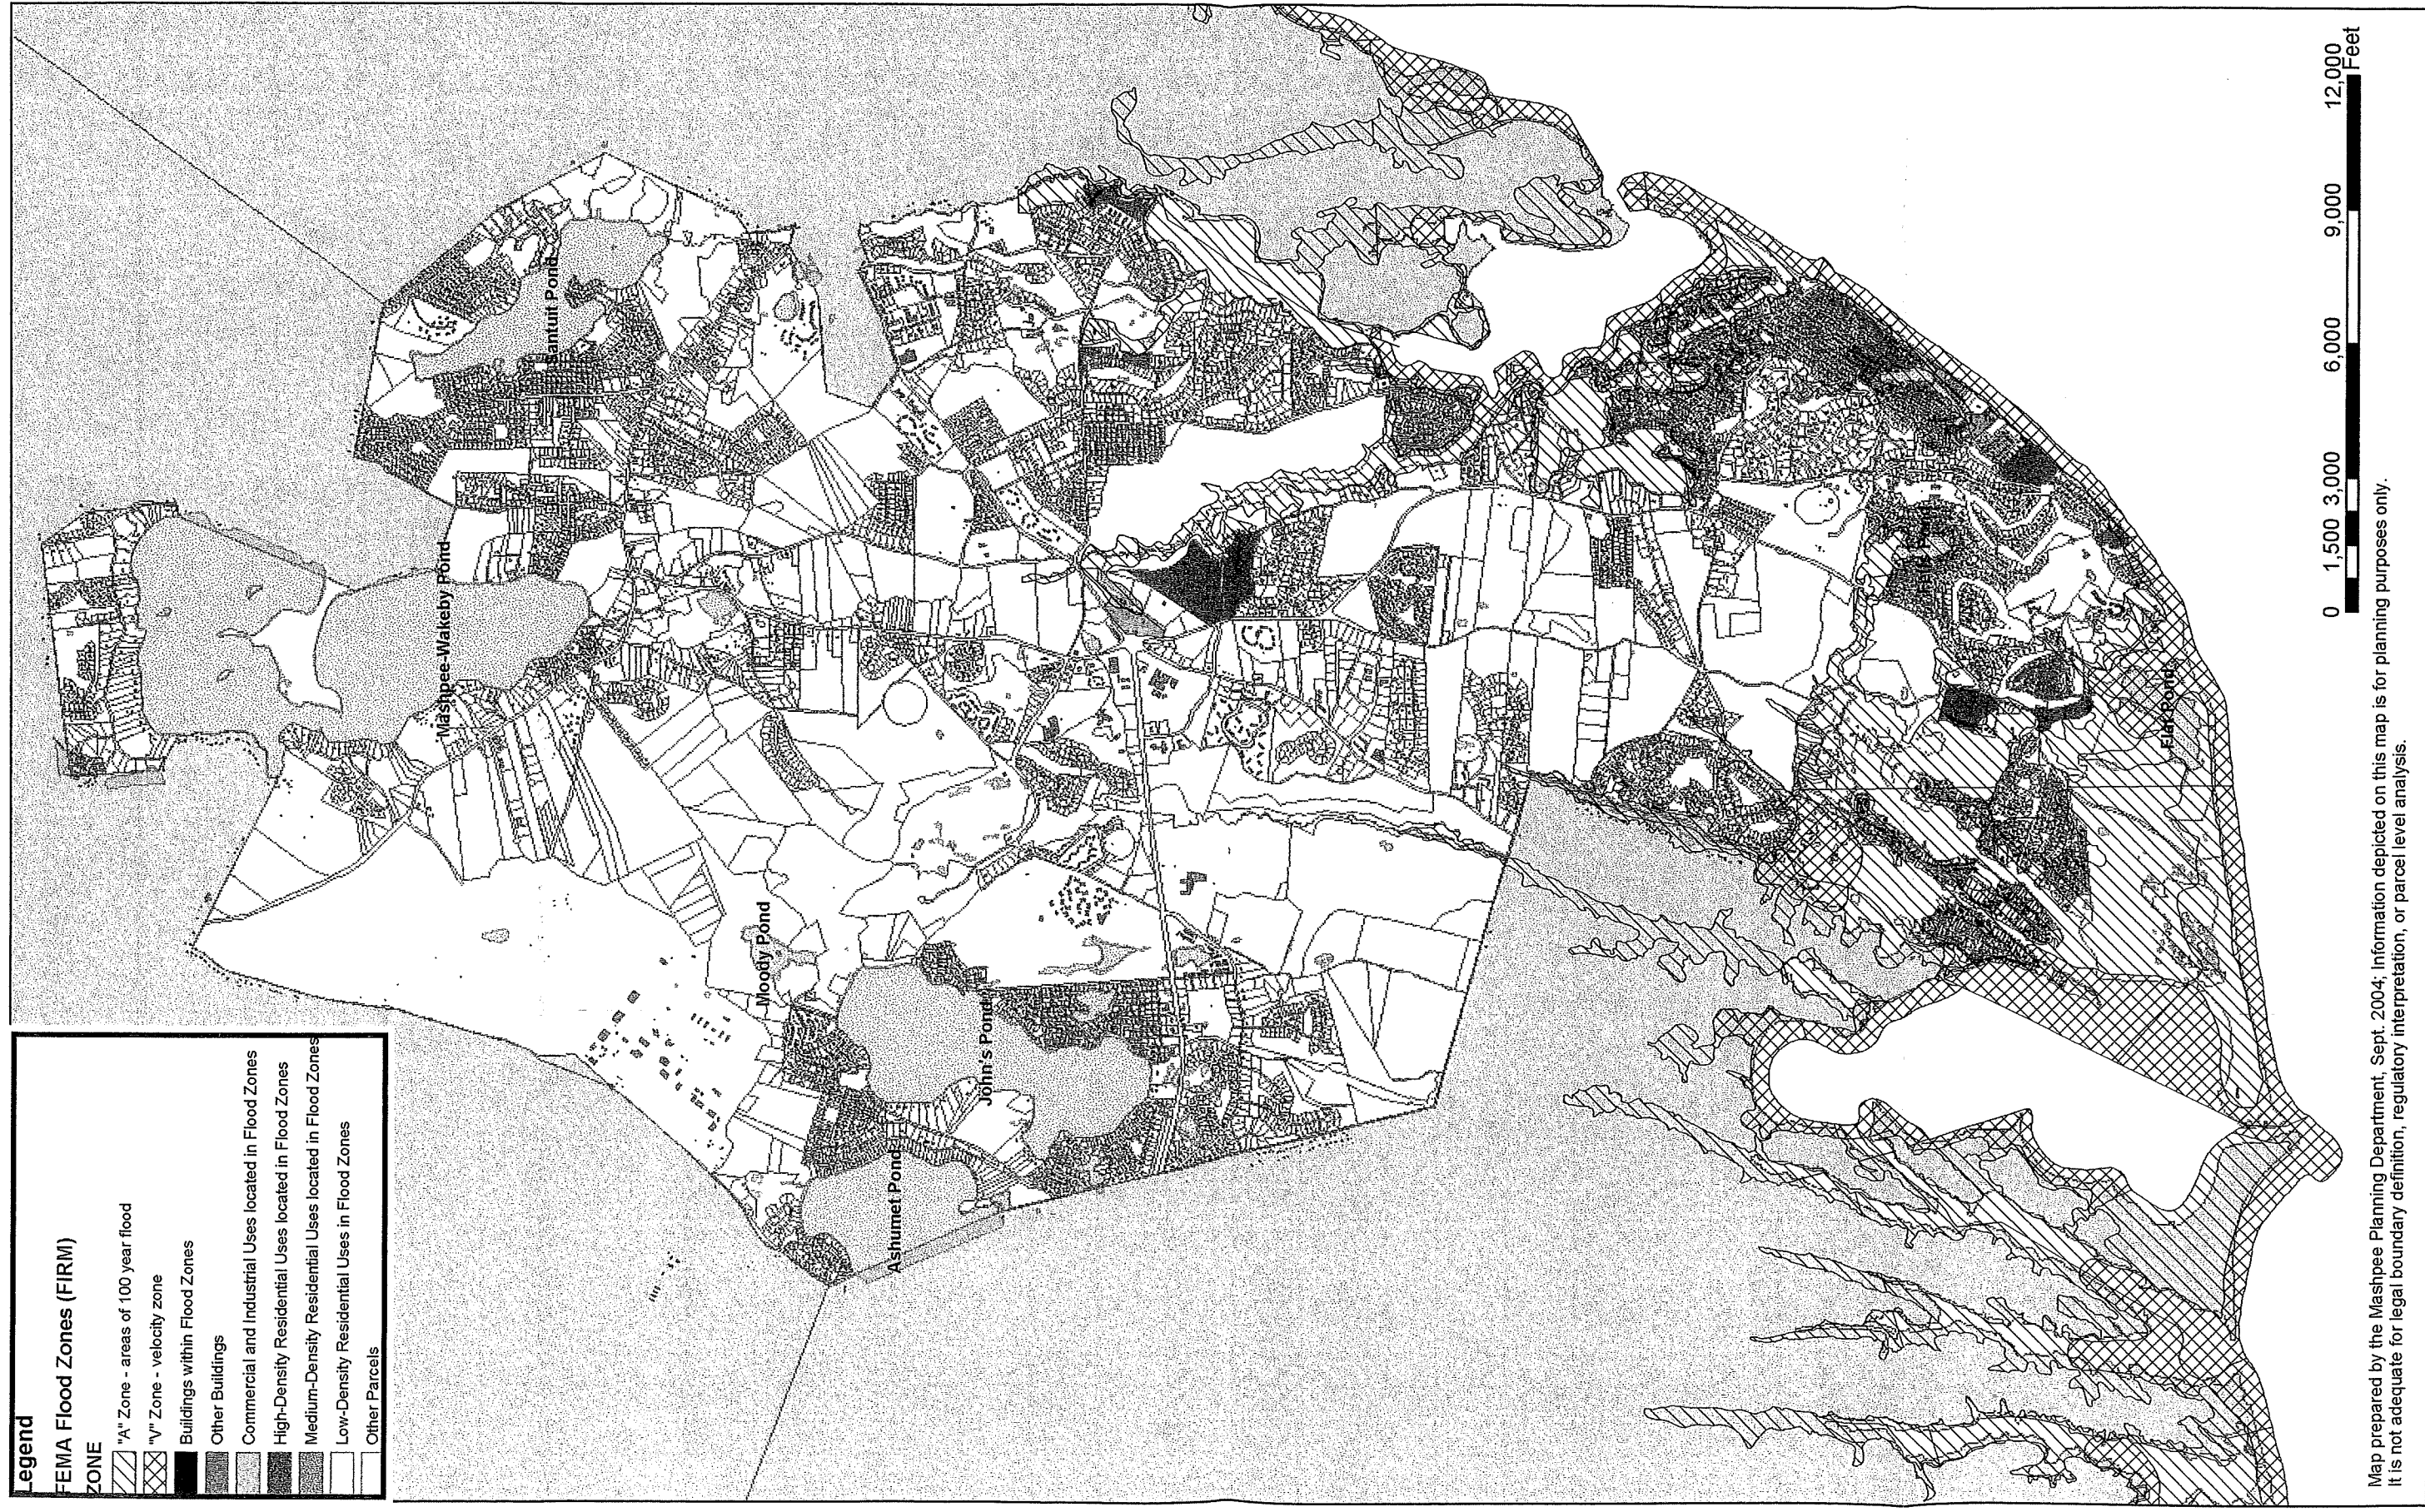 Legend
FEMA Flood Zones (FIRM)
ZONE
"A" Zone - areas of 100 year flood
"V" Zone - velocity zone
Buildings within Flood Zones
Other Buildings
Commercial and Industrial Uses located in Flood Zones
High-Density Residential Uses located in Flood Zones
Medium-Density Residential Uses located in Flood Zones
Low-Density Residential Uses in Flood Zones
Other Parcels
Mashpee-Wakeby Pond
Santuit Pond
Moody Pond
John's Pond
Ashumet Pond
Flat Pond
0 1,500 3,000 6,000 9,000 12,000
Feet
Map prepared by the Mashpee Planning Department, Sept. 2004; Information depicted on this map is for planning purposes only.
It is not adequate for legal boundary definition, regulatory interpretation, or parcel level analysis.